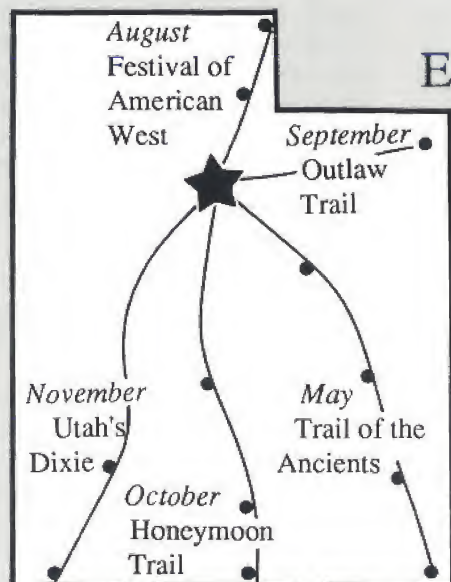 August
Festival of
American
West
E
September
Outlaw
Trail
November
Utah's
Dixie
May
Trail of the
Ancients
October
Honeymoon
Trail